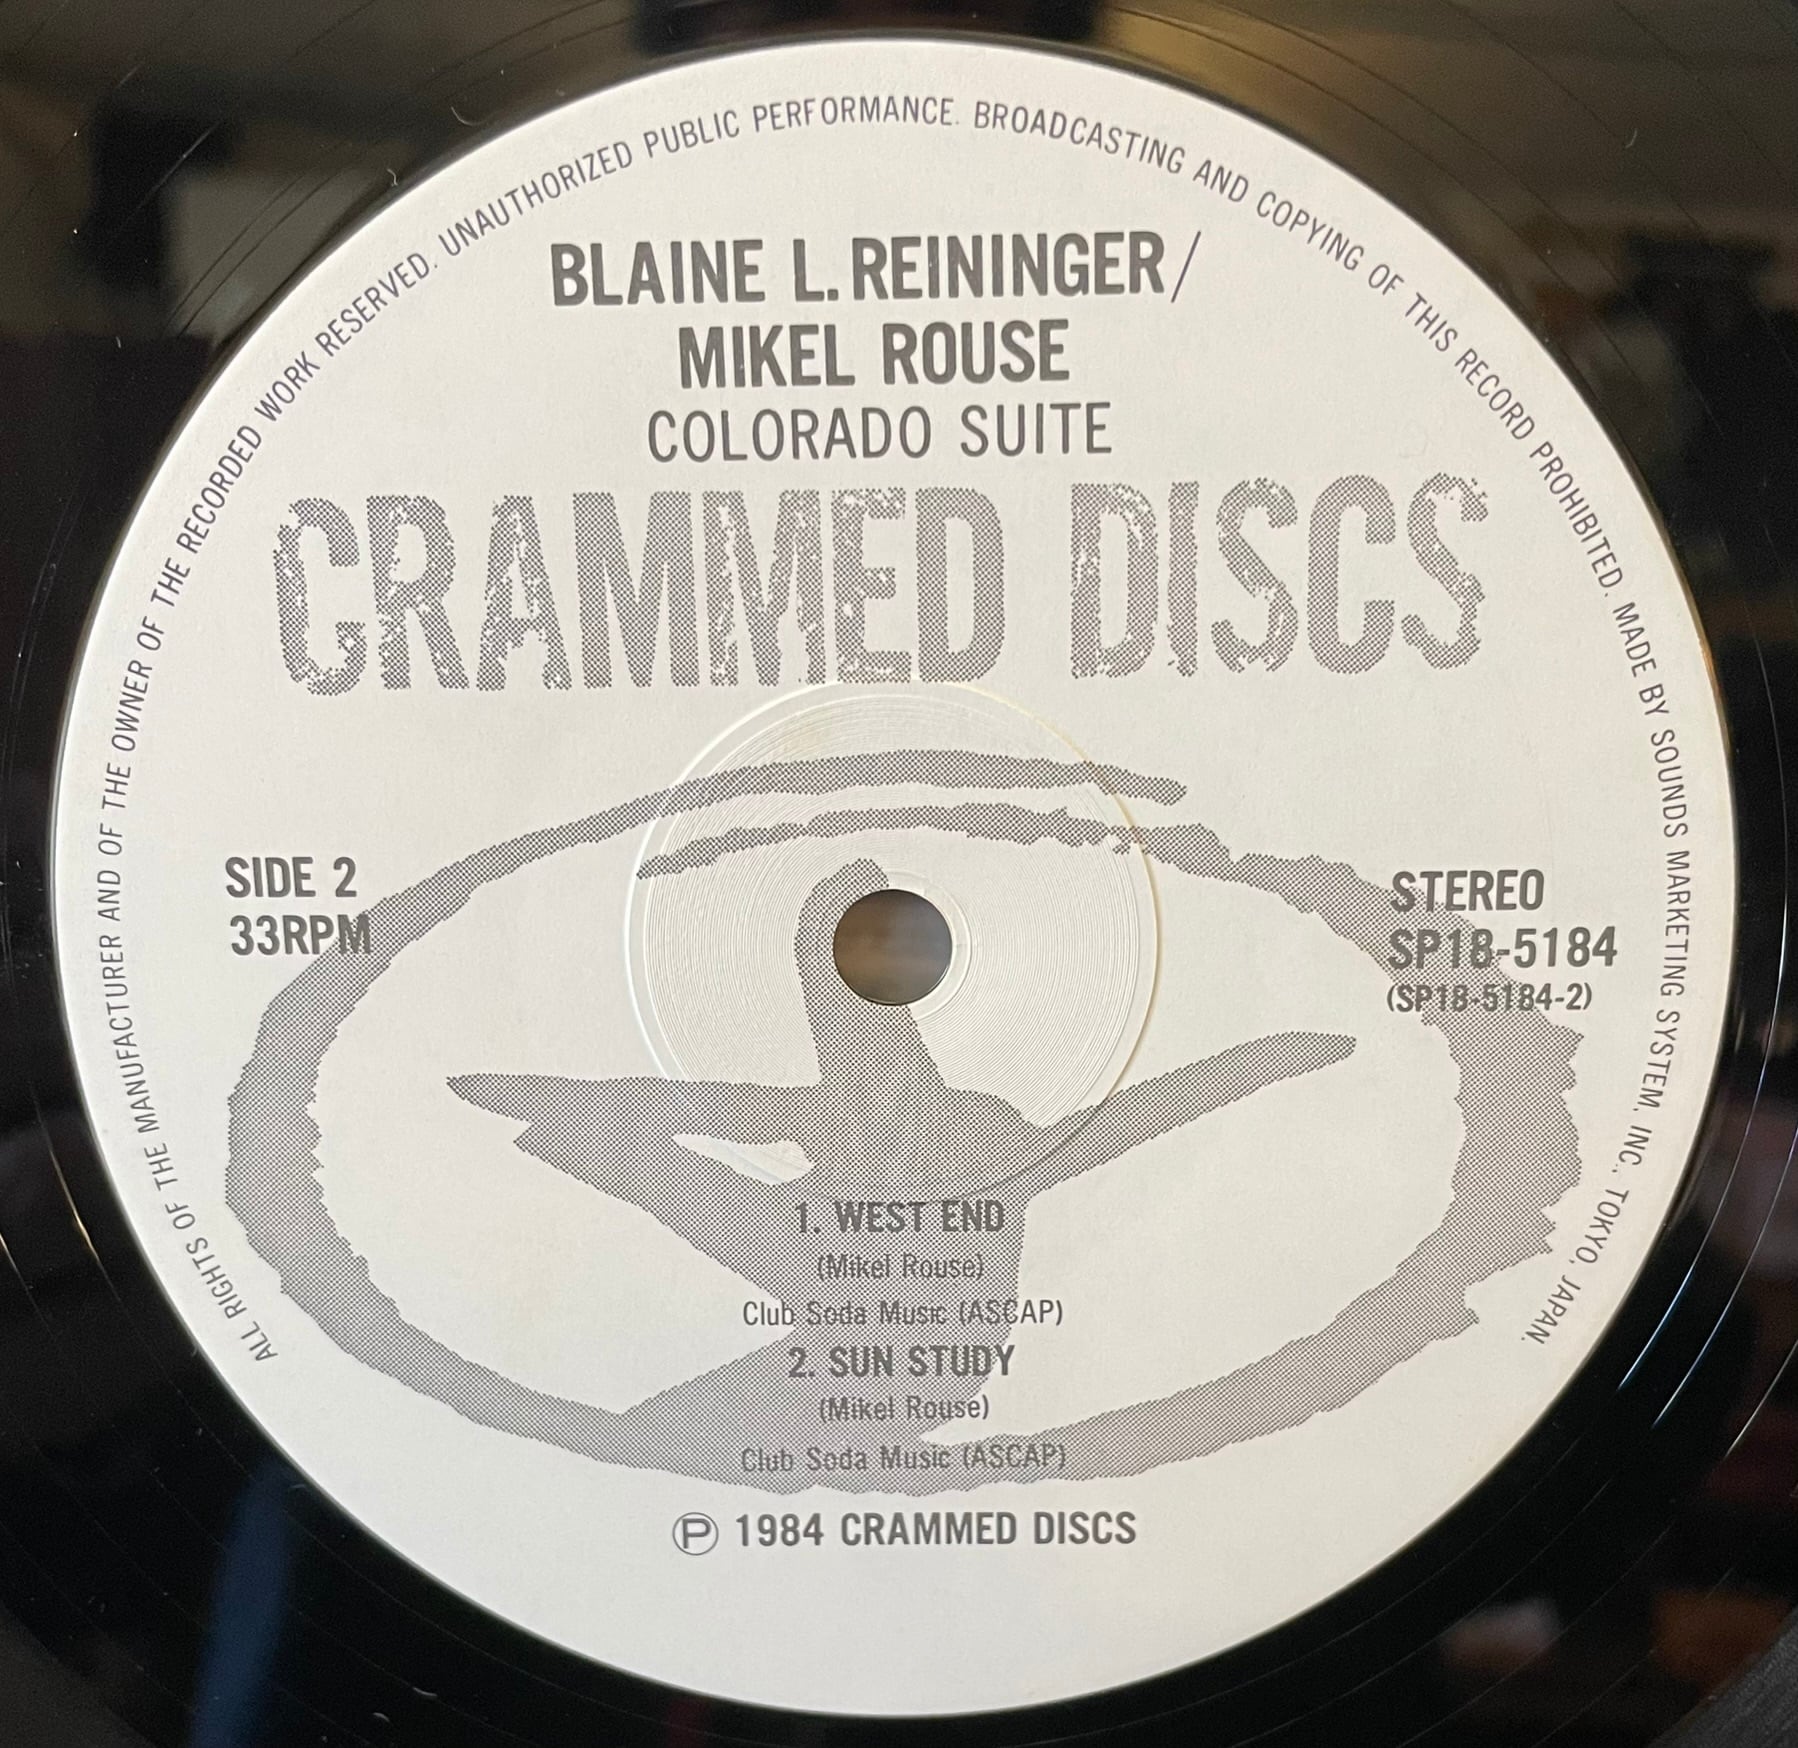 ALL RIGHTS OF THE MANUFACTURER AND OF THE OWNER OF THE RECORDED WORK RESERVED. UNAUTHORIZED PUBLIC PERFORMANCE. BROADCASTING AND COPYING OF THIS RECORD PROHIBITED. MADE BY SOUNDS MARKETING SYSTEM, INC., TOKYO, JAPAN.
BLAINE L. REININGER/
MIKEL ROUSE
COLORADO SUITE
CRAMMED DISCS
SIDE 2
33RPM
STEREO
SP18-5184
(SP18-5184-2)
1. WEST END
(Mikel Rouse)
Club Soda Music (ASCAP)
2. SUN STUDY
(Mikel Rouse)
Club Soda Music (ASCAP)
Ⓟ 1984 CRAMMED DISCS